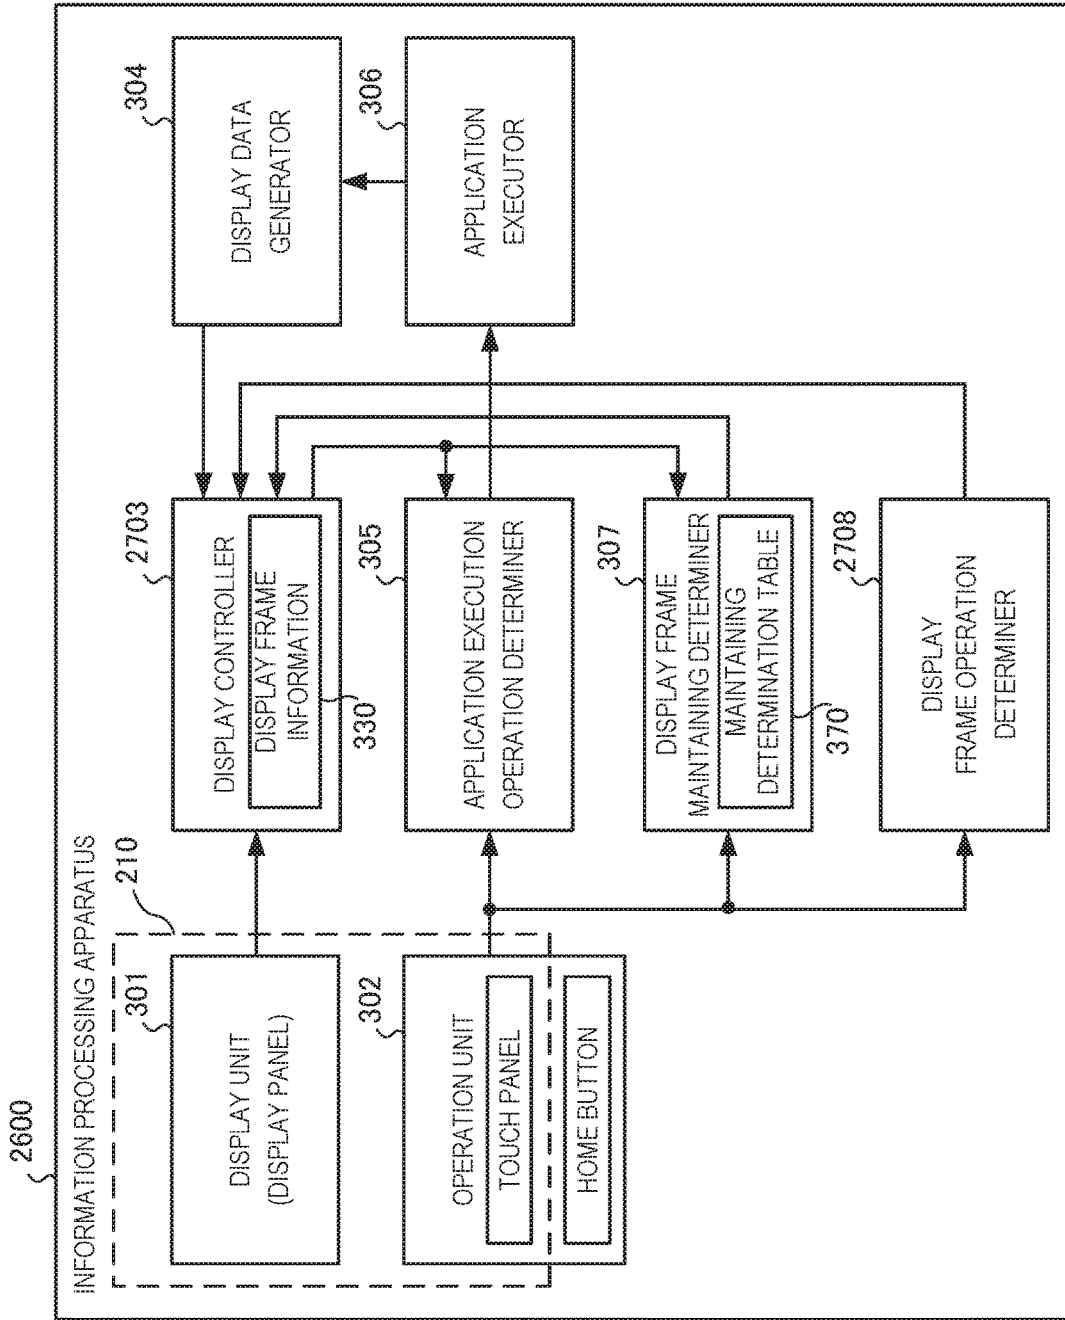 2600
INFORMATION PROCESSING APPARATUS
210
301
DISPLAY UNIT
(DISPLAY PANEL)
302
OPERATION UNIT
TOUCH PANEL
HOME BUTTON
2703
DISPLAY CONTROLLER
DISPLAY FRAME
INFORMATION
330
305
APPLICATION EXECUTION
OPERATION DETERMINER
307
DISPLAY FRAME
MAINTAINING DETERMINER
MAINTAINING
DETERMINATION TABLE
370
2708
DISPLAY
FRAME OPERATION
DETERMINER
304
DISPLAY DATA
GENERATOR
306
APPLICATION
EXECUTOR